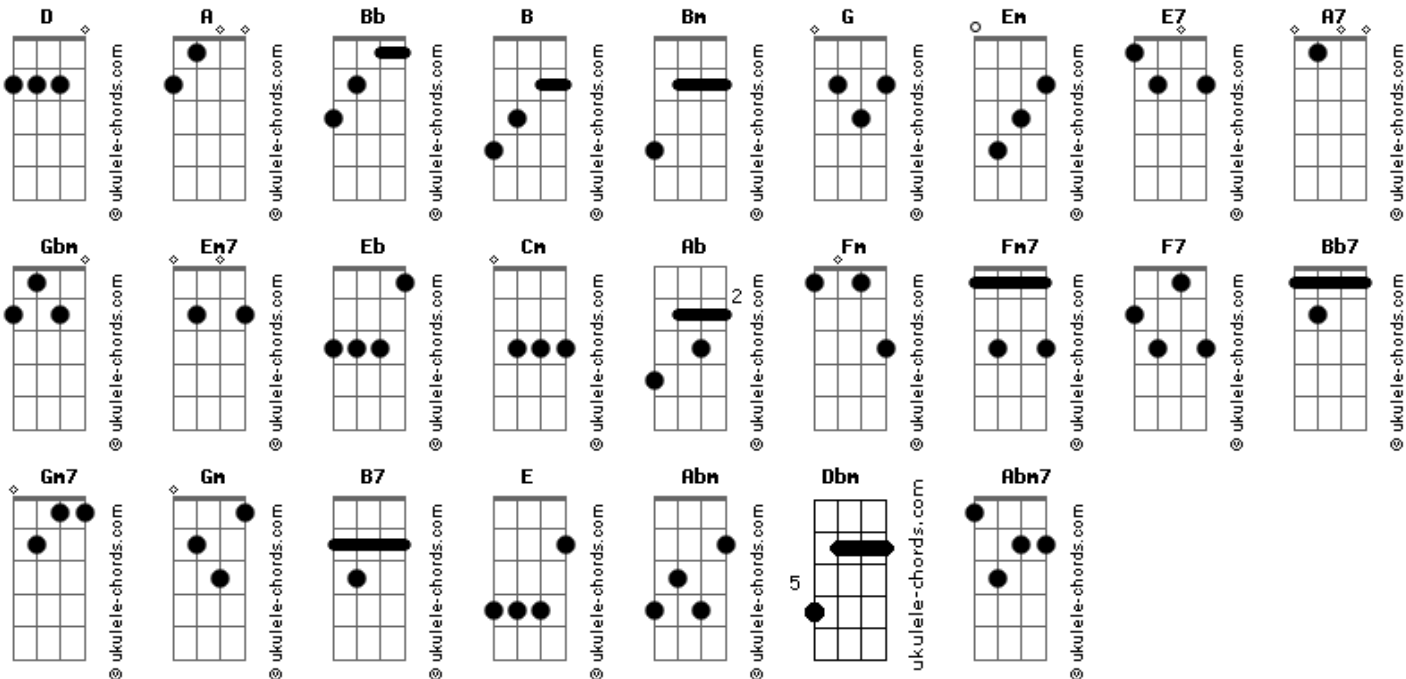 D A Bb B Bm G Em E7 A7
© ukulele-chords.com © ukulele-chords.com © ukulele-chords.com © ukulele-chords.com © ukulele-chords.com © ukulele-chords.com © ukulele-chords.com © ukulele-chords.com © ukulele-chords.com
Gbm Em7 Eb Cm Ab Fm Fm7 F7 Bb7
2
© ukulele-chords.com © ukulele-chords.com © ukulele-chords.com © ukulele-chords.com © ukulele-chords.com © ukulele-chords.com © ukulele-chords.com © ukulele-chords.com © ukulele-chords.com
Gm7 Gm B7 E Abm Dbm Abm7
5
© ukulele-chords.com © ukulele-chords.com © ukulele-chords.com © ukulele-chords.com © ukulele-chords.com ukulele-chords.com © ukulele-chords.com